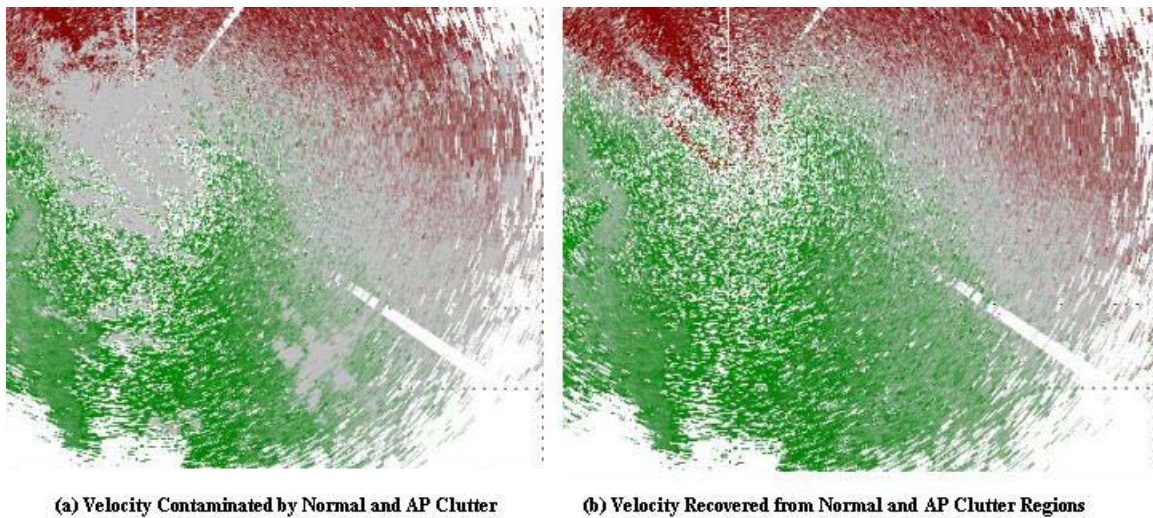 (a) Velocity Contaminated by Normal and AP Clutter
(b) Velocity Recovered from Normal and AP Clutter Regions